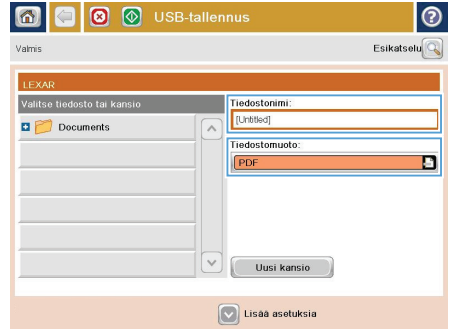 USB-tallennus
Valmis
Esikatselu
LEXAR
Valitse tiedosto tai kansio
Documents
Tiedostonimi:
[Untitled]
Tiedostomuoto:
PDF
Uusi kansio
Lisää asetuksia